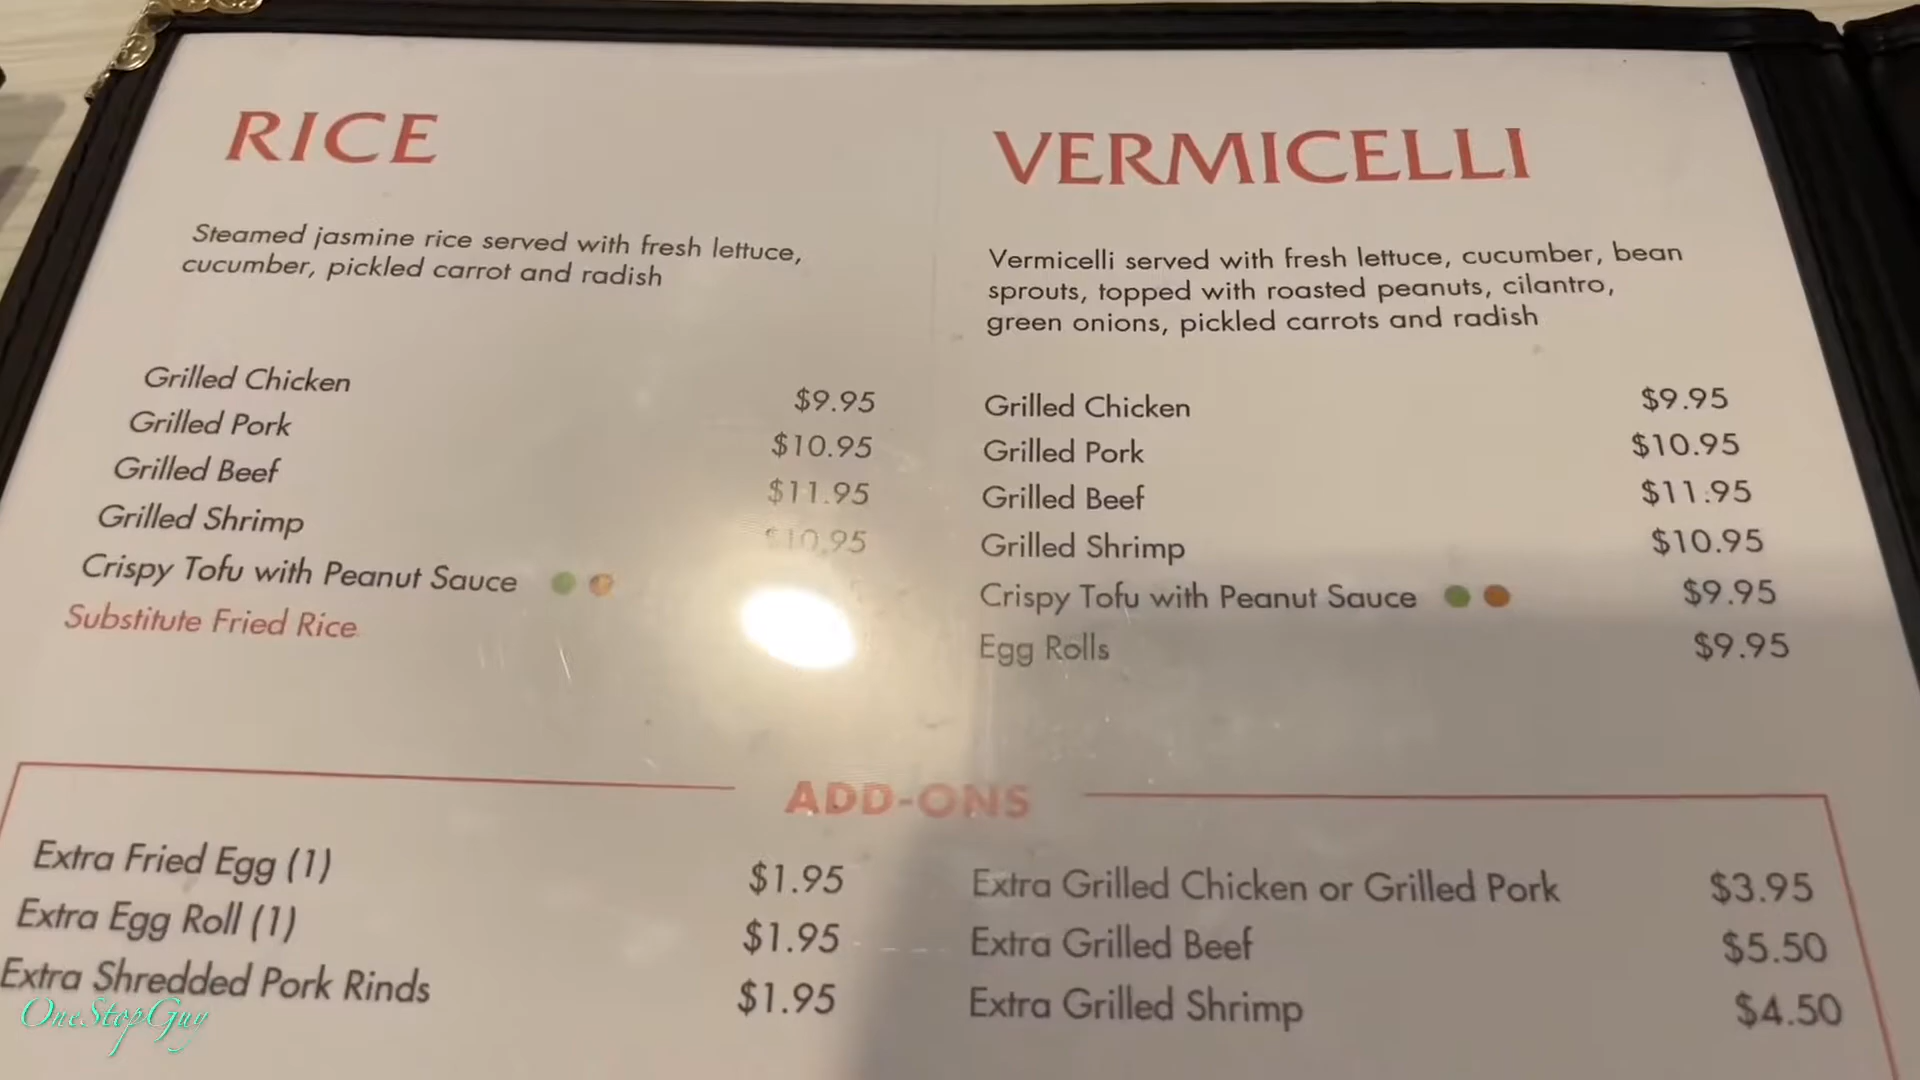 RICE
Steamed jasmine rice served with fresh lettuce,
cucumber, pickled carrot and radish
Grilled Chicken $9.95
Grilled Pork $10.95
Grilled Beef $11.95
Grilled Shrimp $10.95
Crispy Tofu with Peanut Sauce
Substitute Fried Rice
VERMICELLI
Vermicelli served with fresh lettuce, cucumber, bean
sprouts, topped with roasted peanuts, cilantro,
green onions, pickled carrots and radish
Grilled Chicken $9.95
Grilled Pork $10.95
Grilled Beef $11.95
Grilled Shrimp $10.95
Crispy Tofu with Peanut Sauce $9.95
Egg Rolls $9.95
ADD-ONS
Extra Fried Egg (1) $1.95
Extra Egg Roll (1) $1.95
Extra Shredded Pork Rinds $1.95
Extra Grilled Chicken or Grilled Pork $3.95
Extra Grilled Beef $5.50
Extra Grilled Shrimp $4.50
OneStopGuy